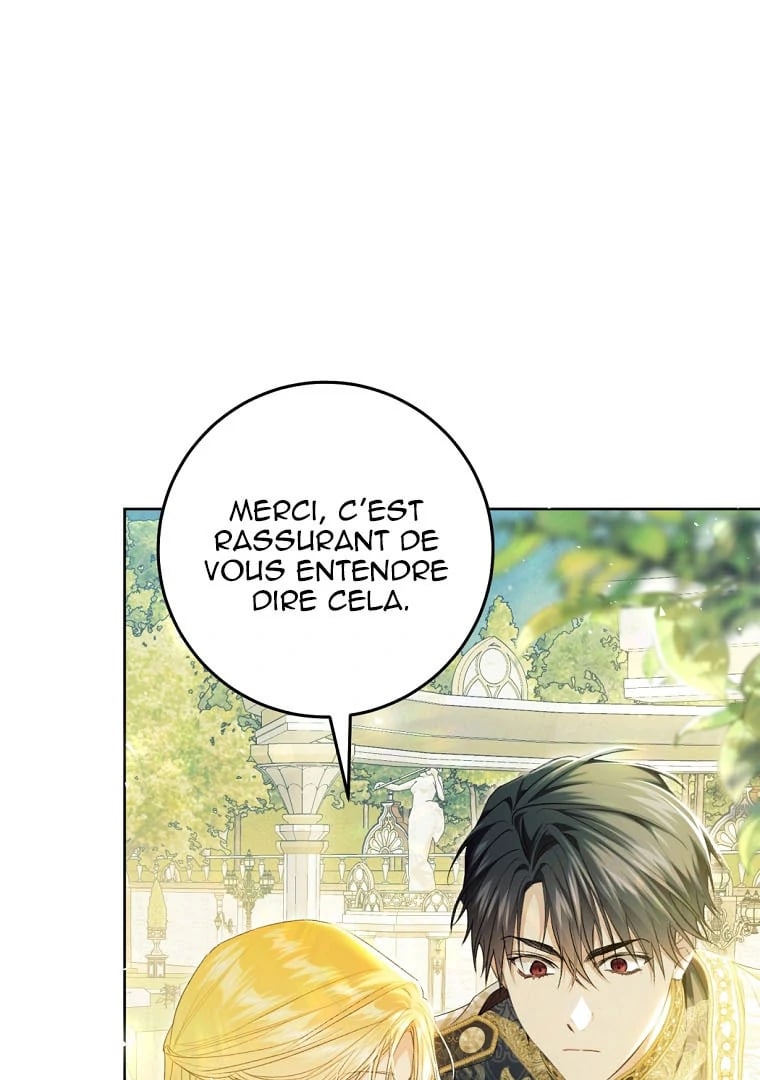 MERCI, C'EST
RASSURANT DE
VOUS ENTENDRE
DIRE CELA.